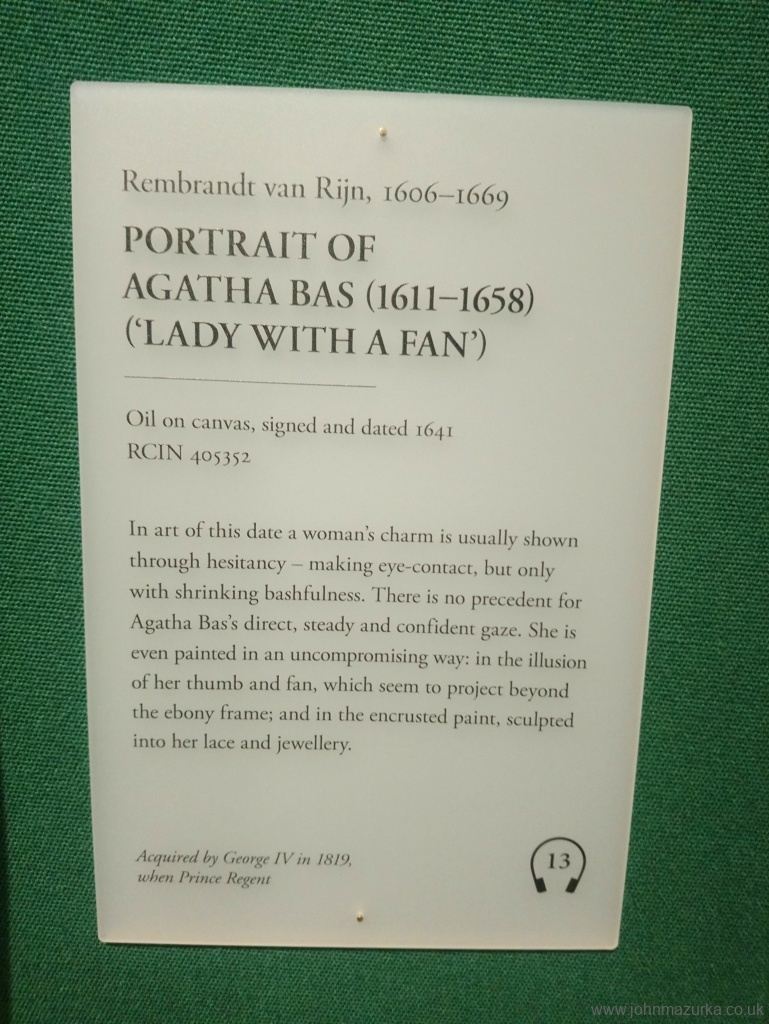 Rembrandt van Rijn, 1606–1669
PORTRAIT OF
AGATHA BAS (1611–1658)
(‘LADY WITH A FAN’)
Oil on canvas, signed and dated 1641
RCIN 405352
In art of this date a woman’s charm is usually shown
through hesitancy – making eye-contact, but only
with shrinking bashfulness. There is no precedent for
Agatha Bas’s direct, steady and confident gaze. She is
even painted in an uncompromising way: in the illusion
of her thumb and fan, which seem to project beyond
the ebony frame; and in the encrusted paint, sculpted
into her lace and jewellery.
Acquired by George IV in 1819,
when Prince Regent
13
www.johnmazurka.co.uk